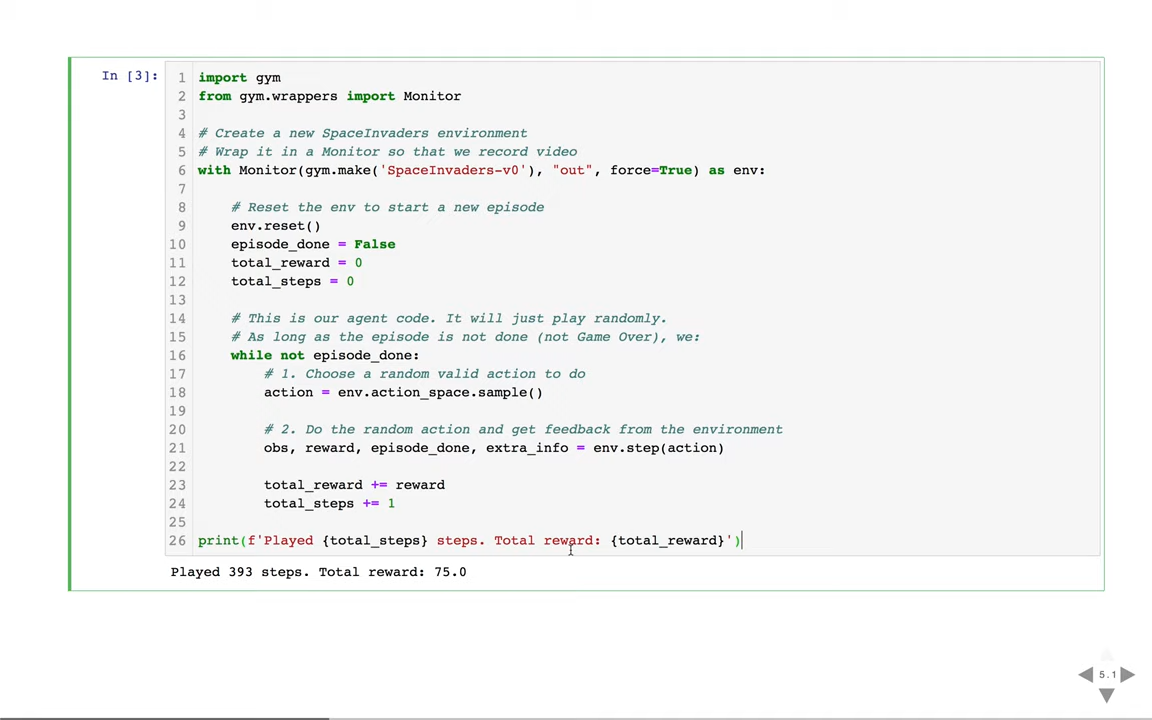 In [3]:
1 import gym
2 from gym.wrappers import Monitor
3
4 # Create a new SpaceInvaders environment
5 # Wrap it in a Monitor so that we record video
6 with Monitor(gym.make('SpaceInvaders-v0'), "out", force=True) as env:
7
8     # Reset the env to start a new episode
9     env.reset()
10     episode_done = False
11     total_reward = 0
12     total_steps = 0
13
14     # This is our agent code. It will just play randomly.
15     # As long as the episode is not done (not Game Over), we:
16     while not episode_done:
17         # 1. Choose a random valid action to do
18         action = env.action_space.sample()
19
20         # 2. Do the random action and get feedback from the environment
21         obs, reward, episode_done, extra_info = env.step(action)
22
23         total_reward += reward
24         total_steps += 1
25
26 print(f'Played {total_steps} steps. Total reward: {total_reward}')
Played 393 steps. Total reward: 75.0
5.1